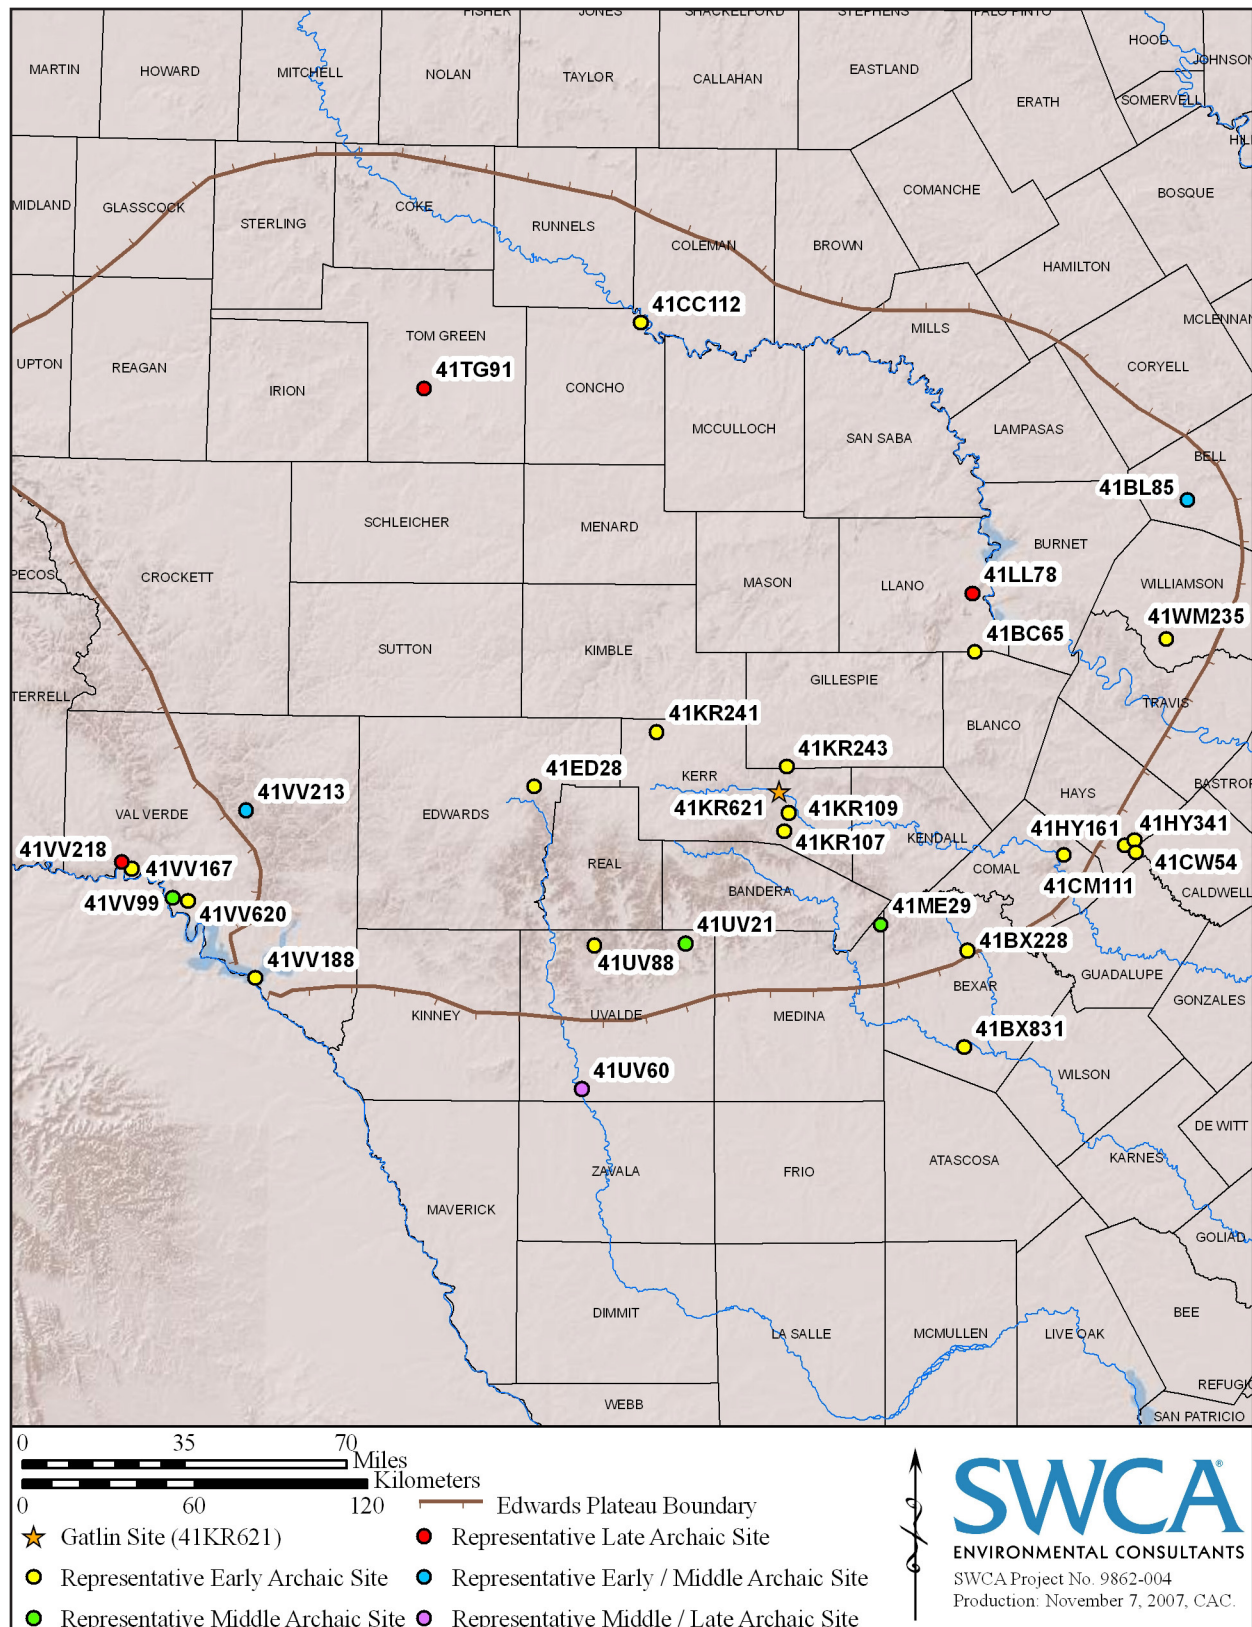 FISHER JONES SHACKELFORD STEPHENS PALO PINTO
HOOD
JOHNSON
MARTIN HOWARD MITCHELL NOLAN TAYLOR CALLAHAN EASTLAND
ERATH SOMERVELL
HILL
MIDLAND GLASSCOCK STERLING COKE RUNNELS COLEMAN BROWN COMANCHE BOSQUE
HAMILTON
41CC112
MILLS
MCLENNAN
UPTON REAGAN IRION TOM GREEN
41TG91
CONCHO
CORYELL
MCCULLOCH SAN SABA LAMPASAS
BELL
41BL85
SCHLEICHER MENARD BURNET
PECOS CROCKETT MASON LLANO
41LL78
WILLIAMSON
41WM235
SUTTON KIMBLE
41BC65
TERRELL GILLESPIE TRAVIS
41KR241
BLANCO
41KR243
41ED28
KERR
BASTROP
VAL VERDE
41VV213
EDWARDS
41KR621
41KR109
HAYS
41HY161
41HY341
41KR107
KENDALL
41VV218
41VV167
REAL
COMAL
41CW54
41CM111
BANDERA
CALDWELL
41VV99
41VV620
41ME29
41UV21
41UV88
41BX228
41VV188
GUADALUPE
BEXAR
GONZALES
KINNEY UVALDE MEDINA
41BX831
41UV60
WILSON
DE WITT
ZAVALA FRIO ATASCOSA KARNES
MAVERICK
GOLIAD
DIMMIT LA SALLE MCMULLEN LIVE OAK BEE
REFUGIO
WEBB
SAN PATRICIO
0 35 70
Miles
Kilometers
0 60 120
Edwards Plateau Boundary
Gatlin Site (41KR621)
Representative Late Archaic Site
Representative Early Archaic Site
Representative Early / Middle Archaic Site
Representative Middle Archaic Site
Representative Middle / Late Archaic Site
SWCA®
ENVIRONMENTAL CONSULTANTS
SWCA Project No. 9862-004
Production: November 7, 2007, CAC.